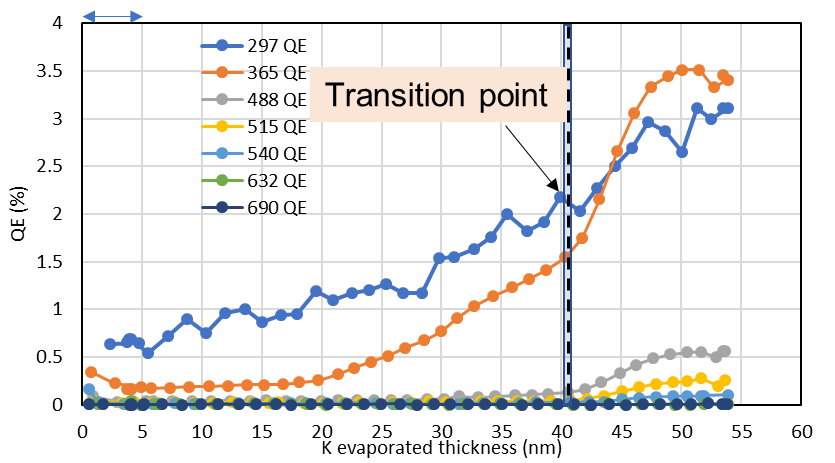 4
3.5
3
2.5
2
1.5
1
0.5
0
QE (%)
297 QE
365 QE
488 QE
515 QE
540 QE
632 QE
690 QE
Transition point
0 5 10 15 20 25 30 35 40 45 50 55 60
K evaporated thickness (nm)